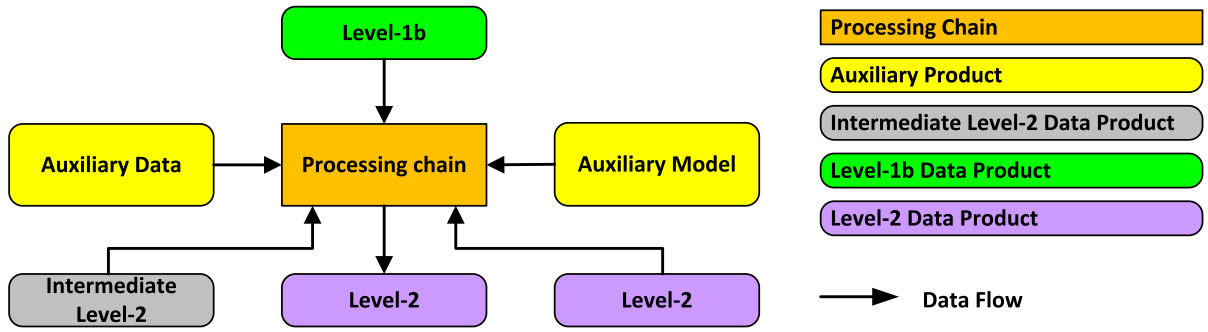 Level-1b
Auxiliary Data
Processing chain
Auxiliary Model
Intermediate
Level-2
Level-2
Level-2
Processing Chain
Auxiliary Product
Intermediate Level-2 Data Product
Level-1b Data Product
Level-2 Data Product
Data Flow